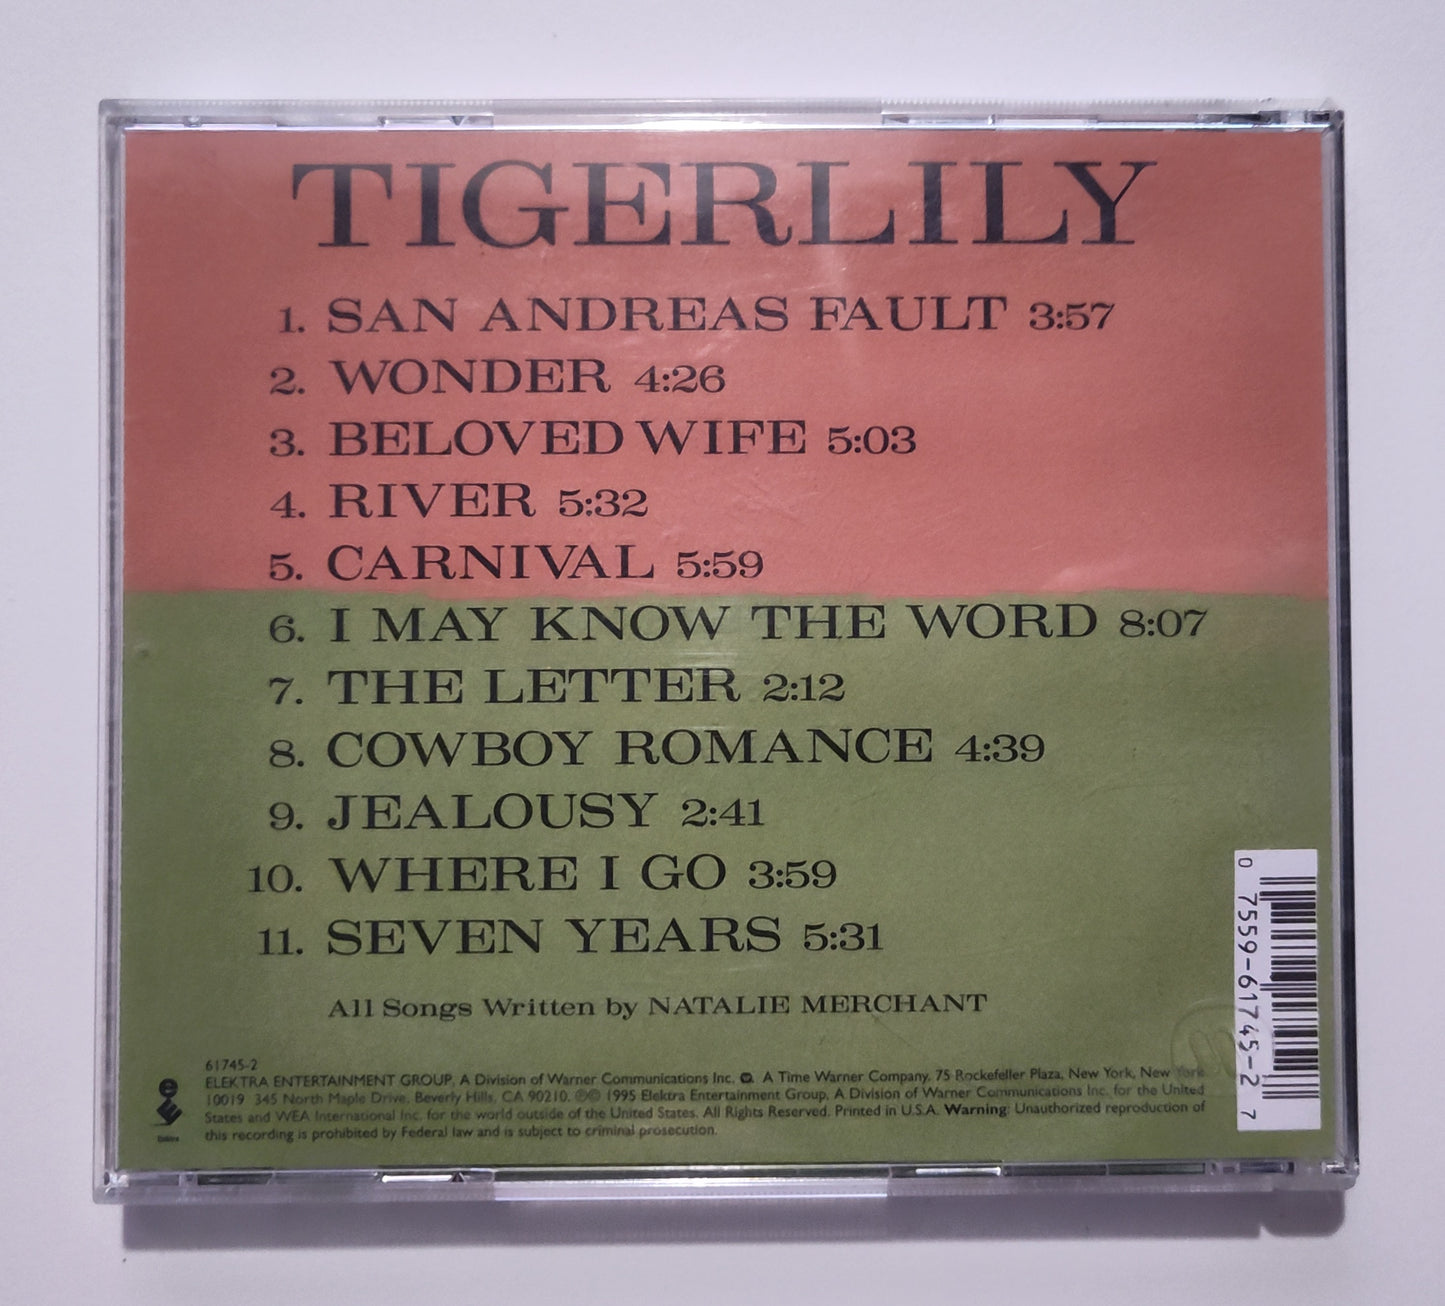 TIGERLILY
1. SAN ANDREAS FAULT 3:57
2. WONDER 4:26
3. BELOVED WIFE 5:03
4. RIVER 5:32
5. CARNIVAL 5:59
6. I MAY KNOW THE WORD 8:07
7. THE LETTER 2:12
8. COWBOY ROMANCE 4:39
9. JEALOUSY 2:41
10. WHERE I GO 3:59
11. SEVEN YEARS 5:31
All Songs Written by NATALIE MERCHANT
61745-2
ELEKTRA ENTERTAINMENT GROUP, A Division of Warner Communications Inc. A Time Warner Company, 75 Rockefeller Plaza, New York, New York
10019 345 North Maple Drive, Beverly Hills, CA 90210. ℗© 1995 Elektra Entertainment Group, A Division of Warner Communications Inc. for the United
States and WEA International Inc. for the world outside of the United States. All Rights Reserved. Printed in U.S.A. Warning: Unauthorized reproduction of
this recording is prohibited by Federal law and is subject to criminal prosecution.
Elektra
0 7559-61745-2 7